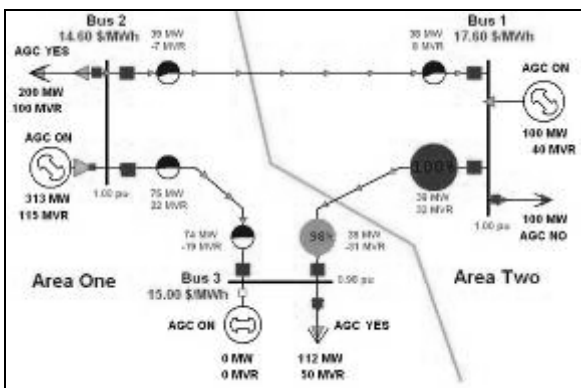 Bus 2
14.60 $/MWh
39 MW
-7 MVR
38 MW
8 MVR
Bus 1
17.60 $/MWh
AGC YES
200 MW
100 MVR
AGC ON
100 MW
40 MVR
AGC ON
313 MW
115 MVR
1.00 pu
75 MW
22 MVR
100%
39 MW
32 MVR
100 MW
AGC NO
1.00 pu
74 MW
-19 MVR
98%
38 MW
-31 MVR
Area One
Bus 3
15.00 $/MWh
0.98 pu
Area Two
AGC ON
AGC YES
0 MW
0 MVR
112 MW
50 MVR